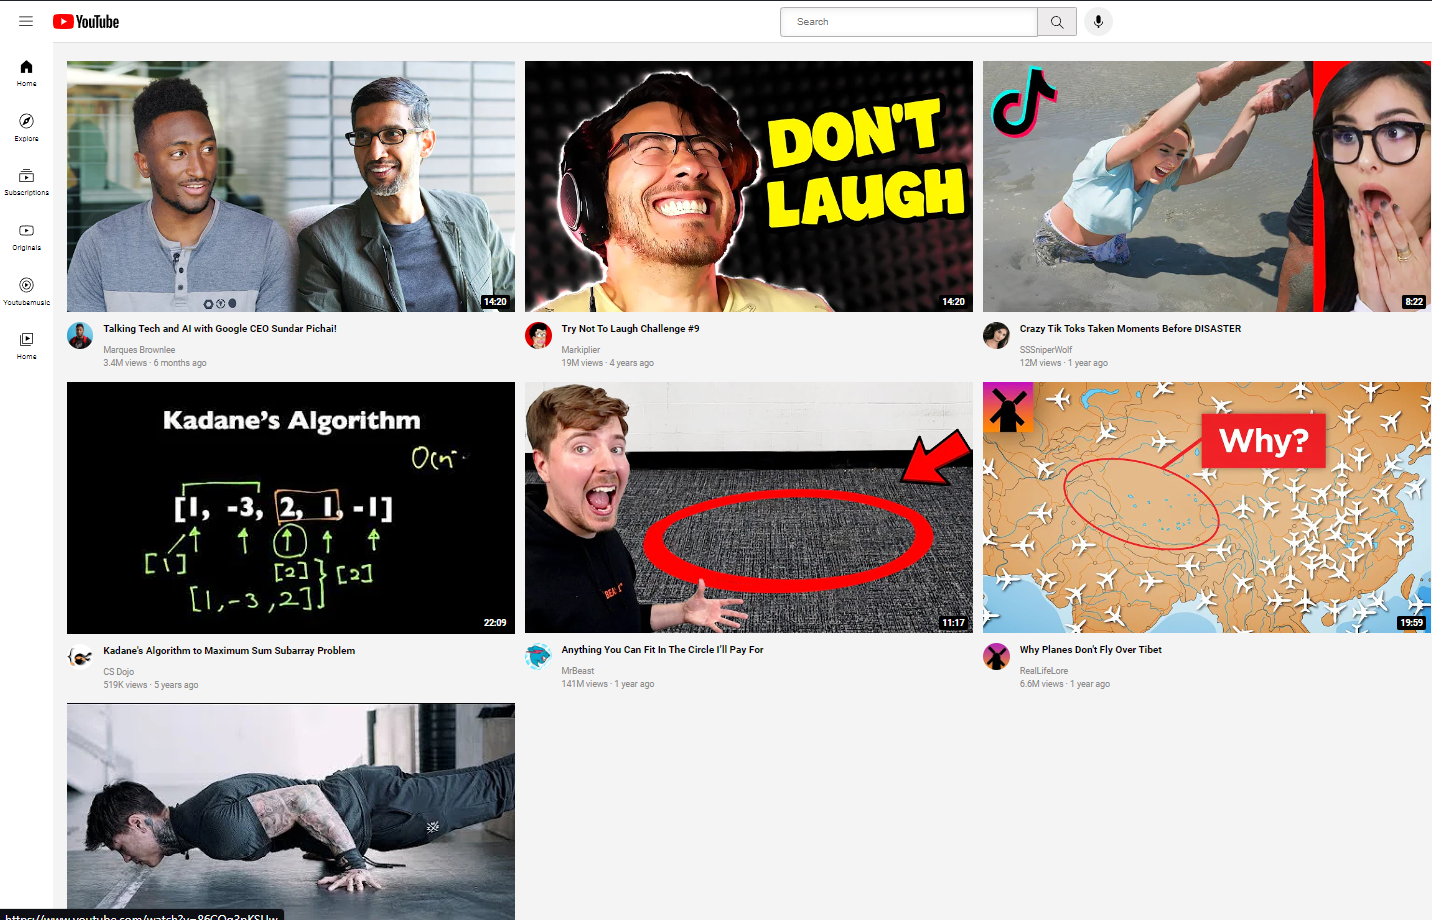 YouTube
Search
Home
Explore
Subscriptions
Originals
Youtubemusic
Home
14:20
Talking Tech and AI with Google CEO Sundar Pichai!
Marques Brownlee
3.4M views · 6 months ago
DON'T
LAUGH
14:20
Try Not To Laugh Challenge #9
Markiplier
19M views · 4 years ago
8:22
Crazy Tik Toks Taken Moments Before DISASTER
SSSniperWolf
12M views · 1 year ago
Kadane's Algorithm
[1, -3, 2, 1, -1]
[1]
[2]
[2]
[1, -3, 2]
22:09
Kadane's Algorithm to Maximum Sum Subarray Problem
CS Dojo
519K views · 5 years ago
11:17
Anything You Can Fit In The Circle I'll Pay For
MrBeast
141M views · 1 year ago
Why?
19:59
Why Planes Don't Fly Over Tibet
RealLifeLore
6.6M views · 1 year ago